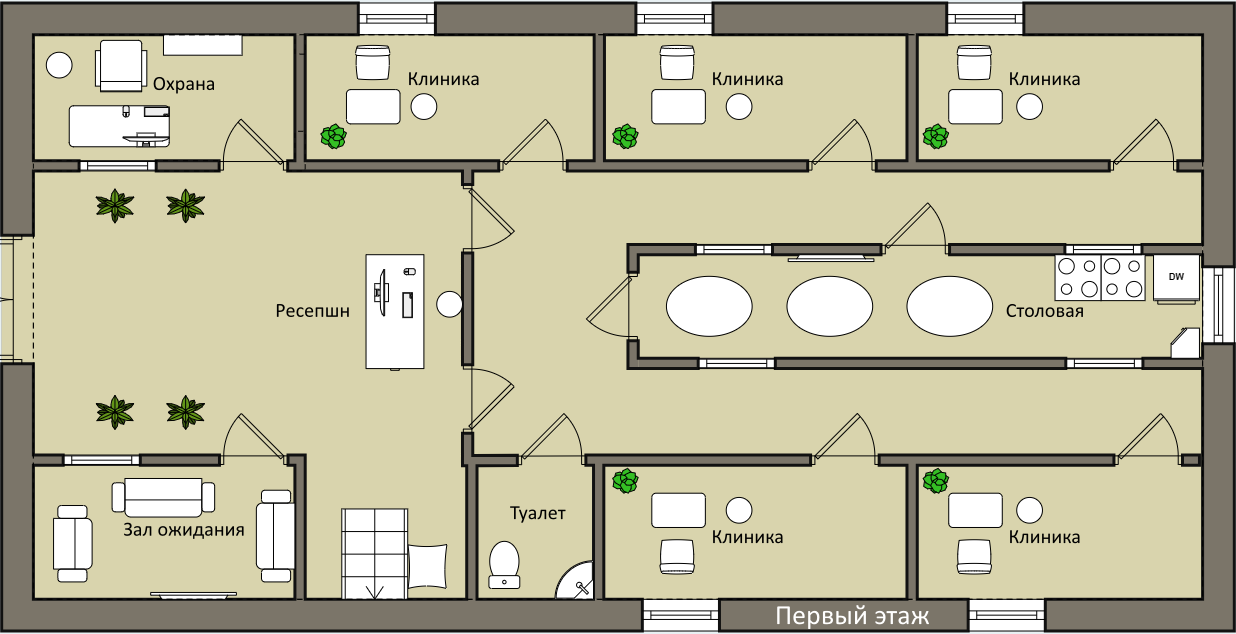 Охрана
Клиника
Клиника
Клиника
Ресепшн
DW
Столовая
Зал ожидания
Туалет
Клиника
Клиника
Первый этаж